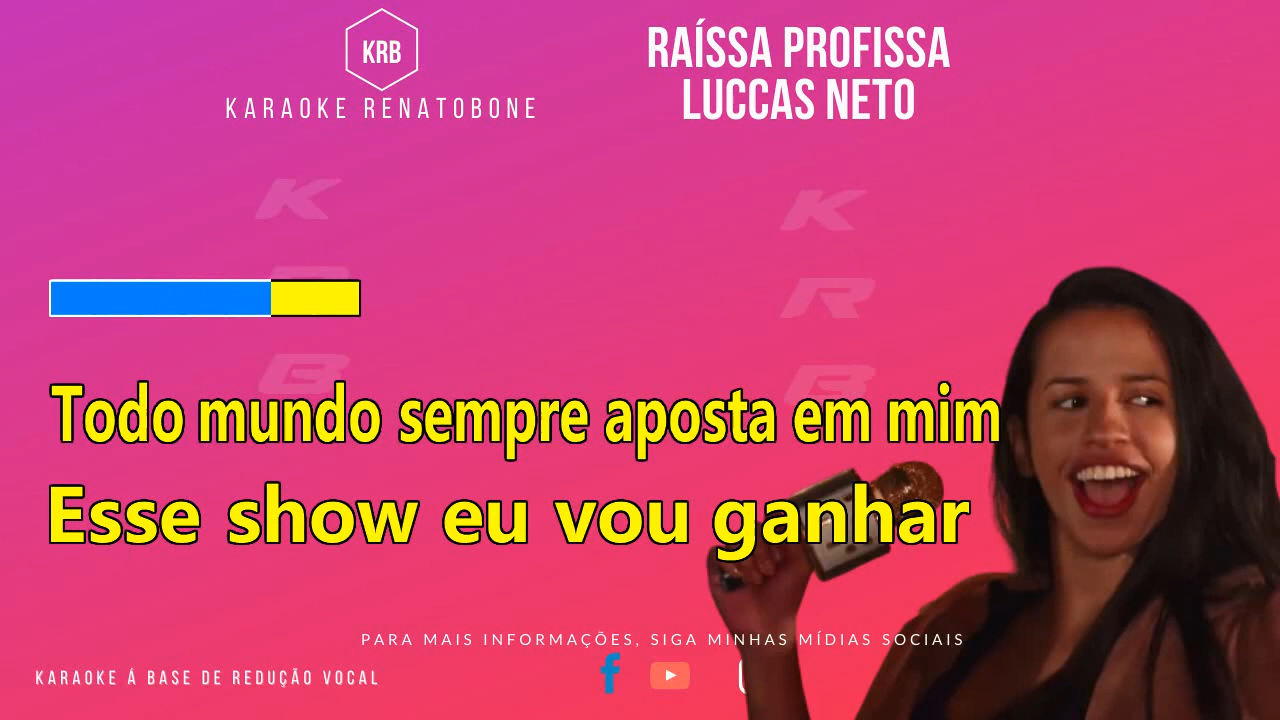 KRB
KARAOKE RENATOBONE
RAÍSSA PROFISSA
LUCCAS NETO
K
R
B
K
R
B
Todo mundo sempre aposta em mim
Esse show eu vou ganhar
PARA MAIS INFORMAÇÕES, SIGA MINHAS MÍDIAS SOCIAIS
KARAOKE Á BASE DE REDUÇÃO VOCAL